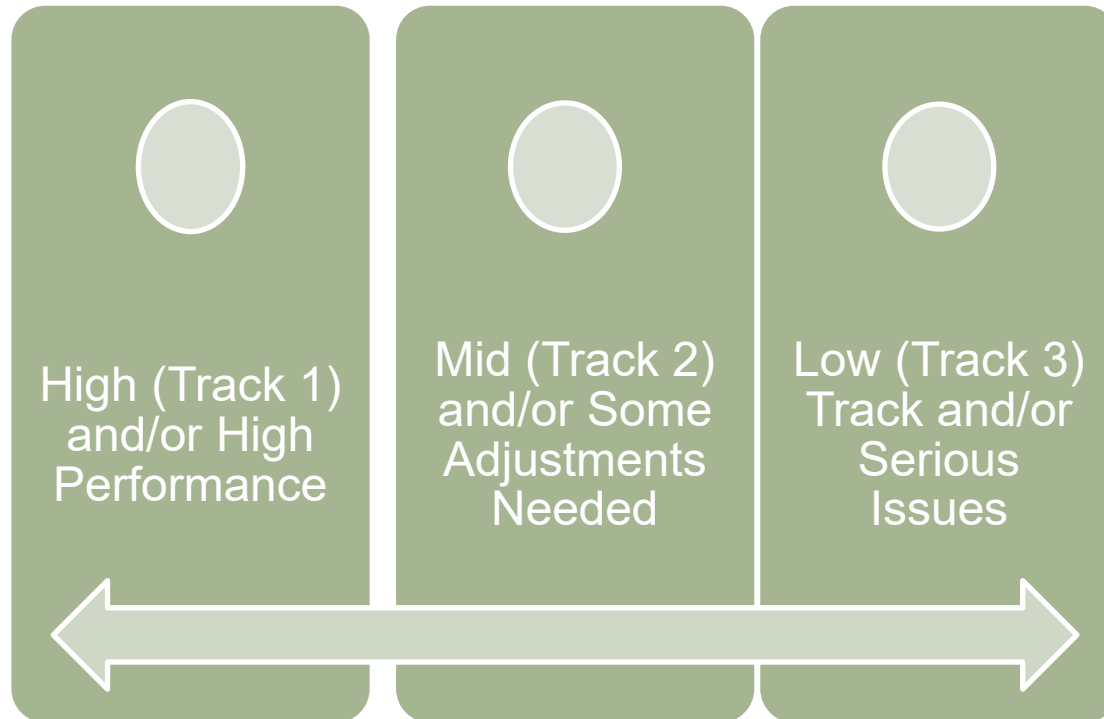 High (Track 1)
and/or High
Performance
Mid (Track 2)
and/or Some
Adjustments
Needed
Low (Track 3)
Track and/or
Serious
Issues